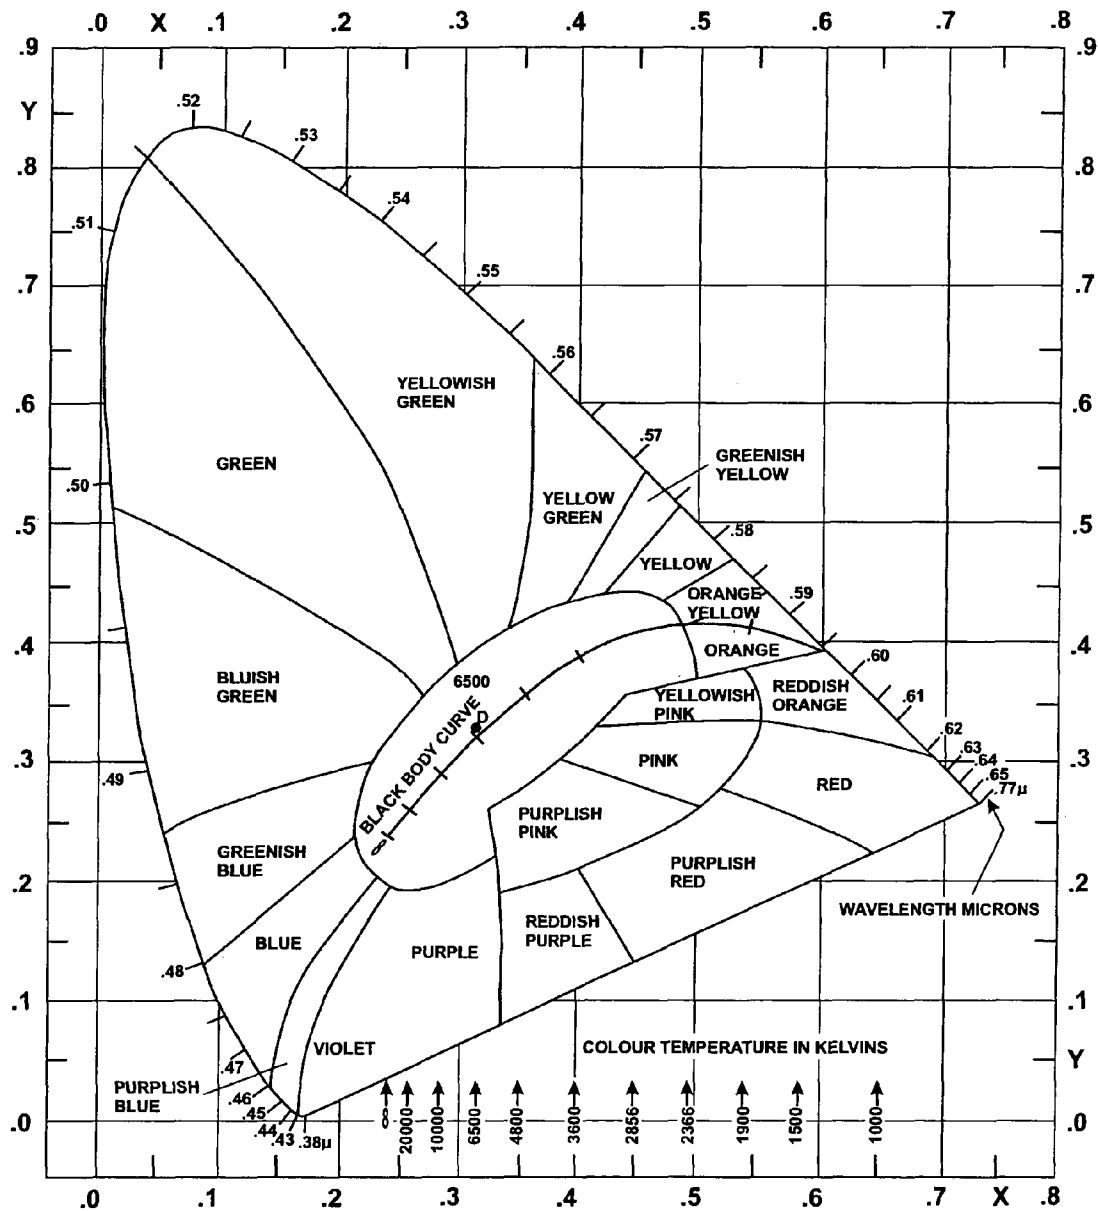 .0 X .1 .2 .3 .4 .5 .6 .7 .8
.9 .9
Y
.52
.53
.8 .8
.54
.51
.55
.7 .7
.56
YELLOWISH
GREEN
.6 .6
.57
GREENISH
YELLOW
GREEN
.50
YELLOW
GREEN
.5 .5
.58
YELLOW
ORANGE
YELLOW
.59
.4 .4
ORANGE
.60
BLUISH
GREEN
6500
D
BLACK BODY CURVE
∞
YELLOWISH
PINK
REDDISH
ORANGE
.61
.62
.63
.64
.65
.77μ
.3 .3
.49
PINK
RED
PURPLISH
PINK
GREENISH
BLUE
PURPLISH
RED
.2 .2
WAVELENGTH MICRONS
REDDISH
PURPLE
BLUE
PURPLE
.48
.1 .1
VIOLET
COLOUR TEMPERATURE IN KELVINS
Y
.47
PURPLISH
BLUE
.46
.45
.44
.43
.38μ
.0 .0
∞ 20000 10000 6500 4800 3600 2856 2366 1900 1500 1000
.0 .1 .2 .3 .4 .5 .6 .7 X .8